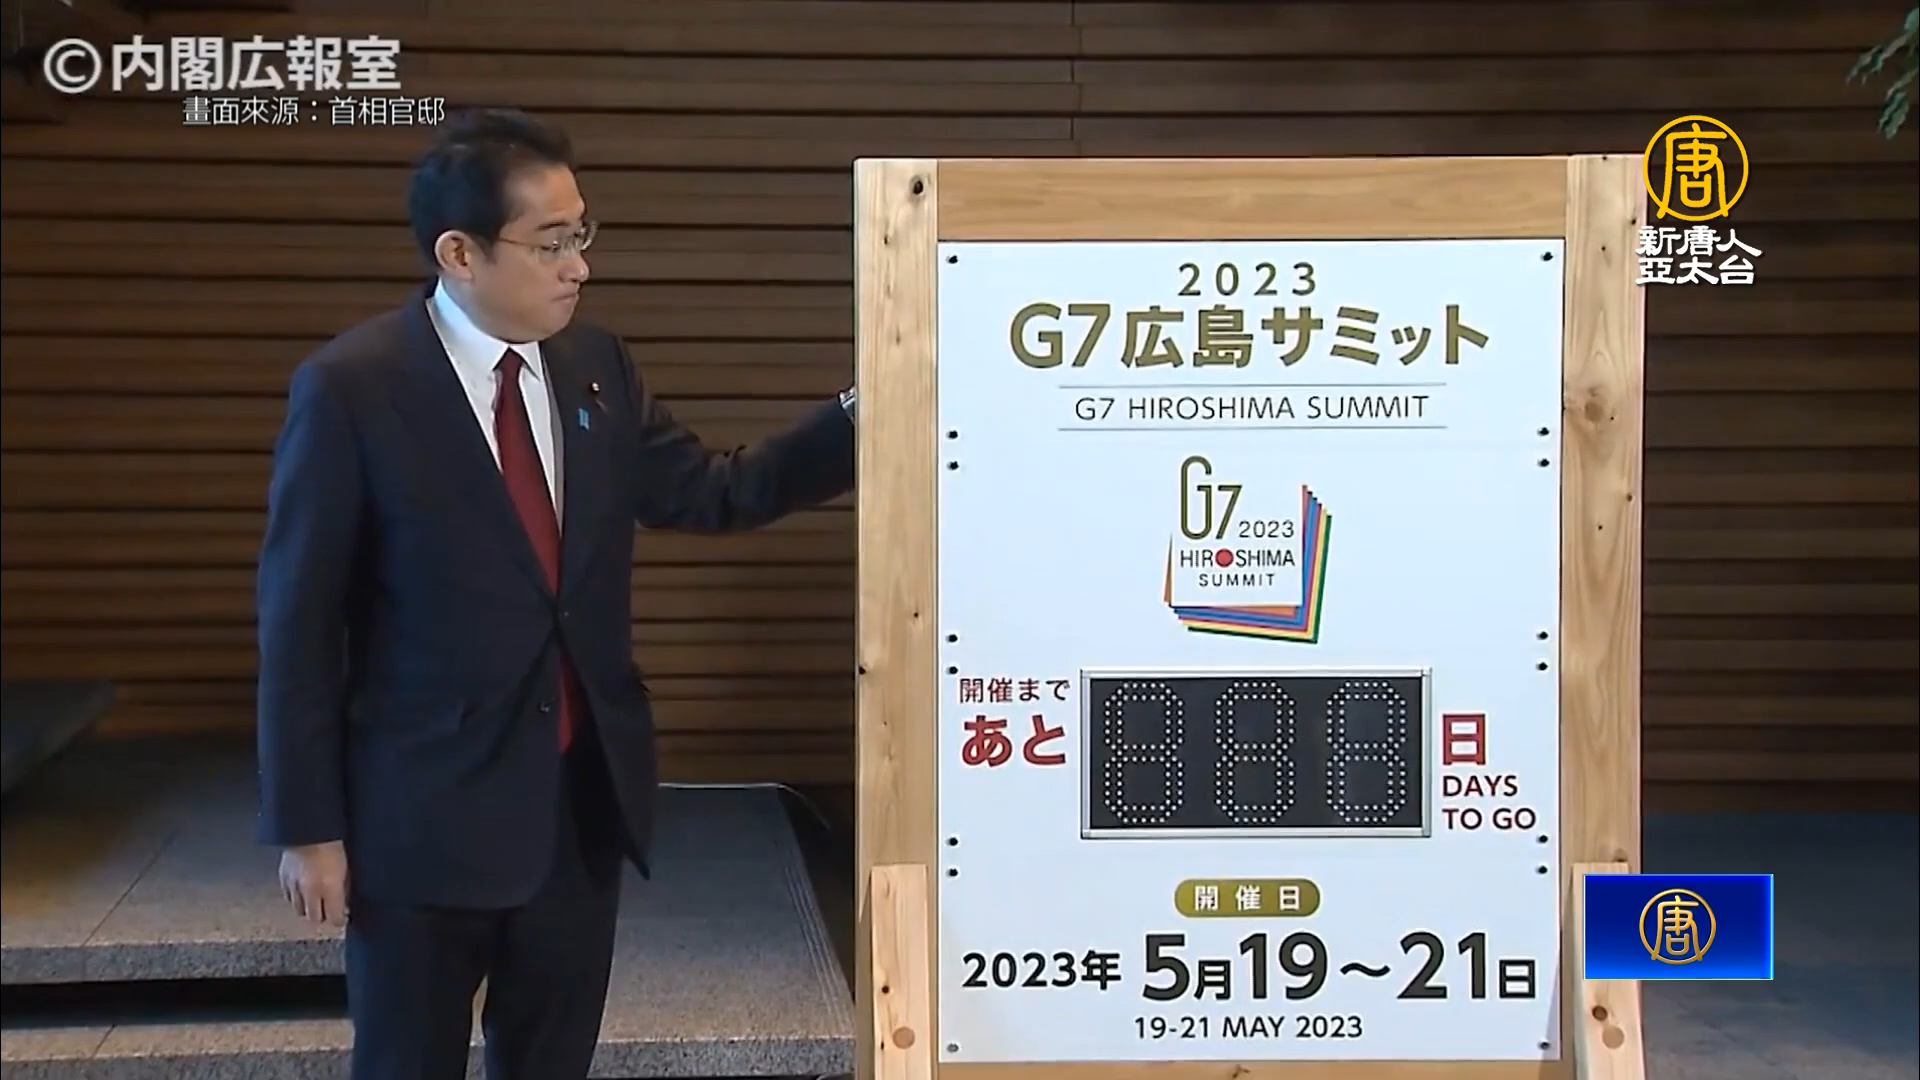 ©内閣広報室
畫面來源：首相官邸
唐
新唐人
亞太台
2023
G7広島サミット
G7 HIROSHIMA SUMMIT
G7 2023
HIROSHIMA
SUMMIT
開催まで
あと
888
日
DAYS
TO GO
開催日
2023年 5月19～21日
19-21 MAY 2023
唐